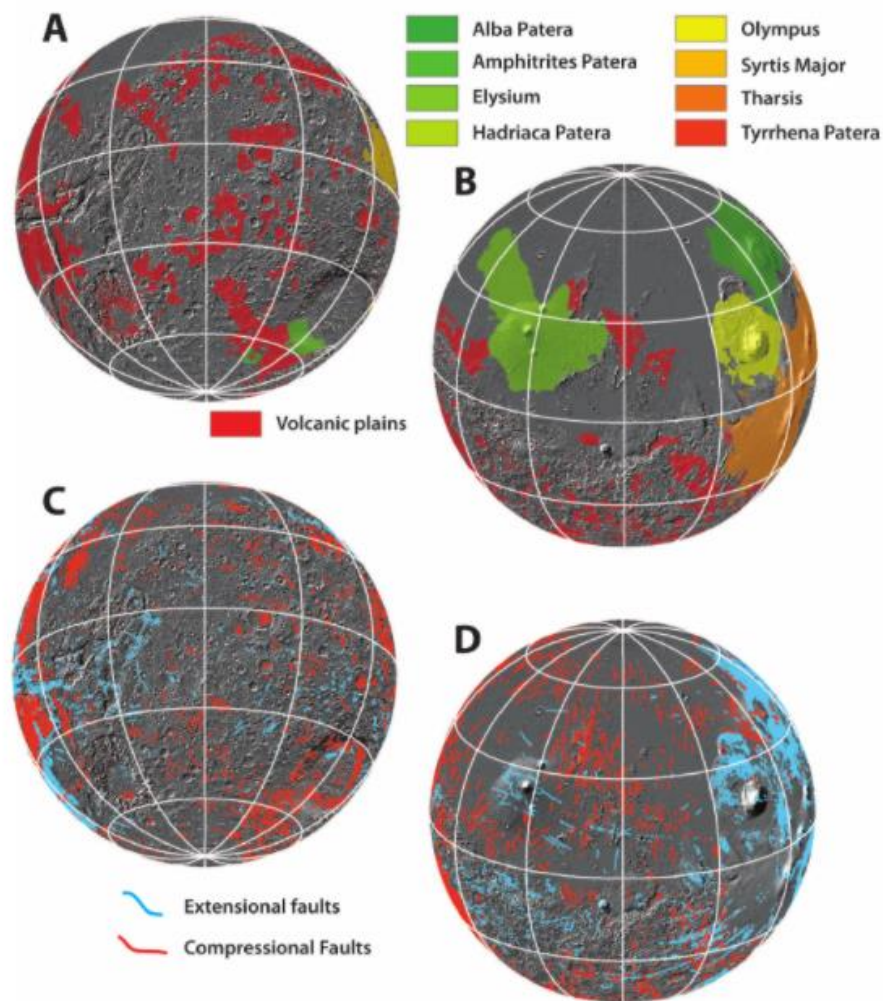 A
Alba Patera
Amphitrites Patera
Elysium
Hadriaca Patera
Olympus
Syrtis Major
Tharsis
Tyrrhena Patera
B
Volcanic plains
C
D
Extensional faults
Compressional Faults